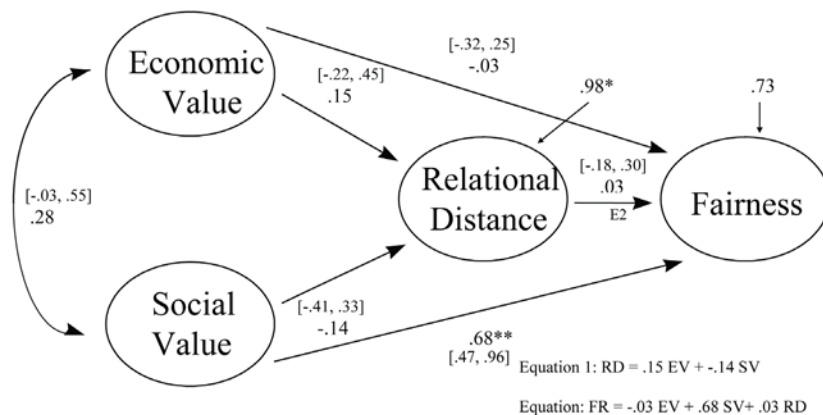 Economic
Value
[-.32, .25]
-.03
[-.22, .45]
.15
.98*
.73
[-.03, .55]
.28
Relational
Distance
[-.18, .30]
.03
E2
Fairness
Social
Value
[-.41, .33]
-.14
.68**
[.47, .96]
Equation 1: RD = .15 EV + -.14 SV
Equation: FR = -.03 EV + .68 SV+ .03 RD